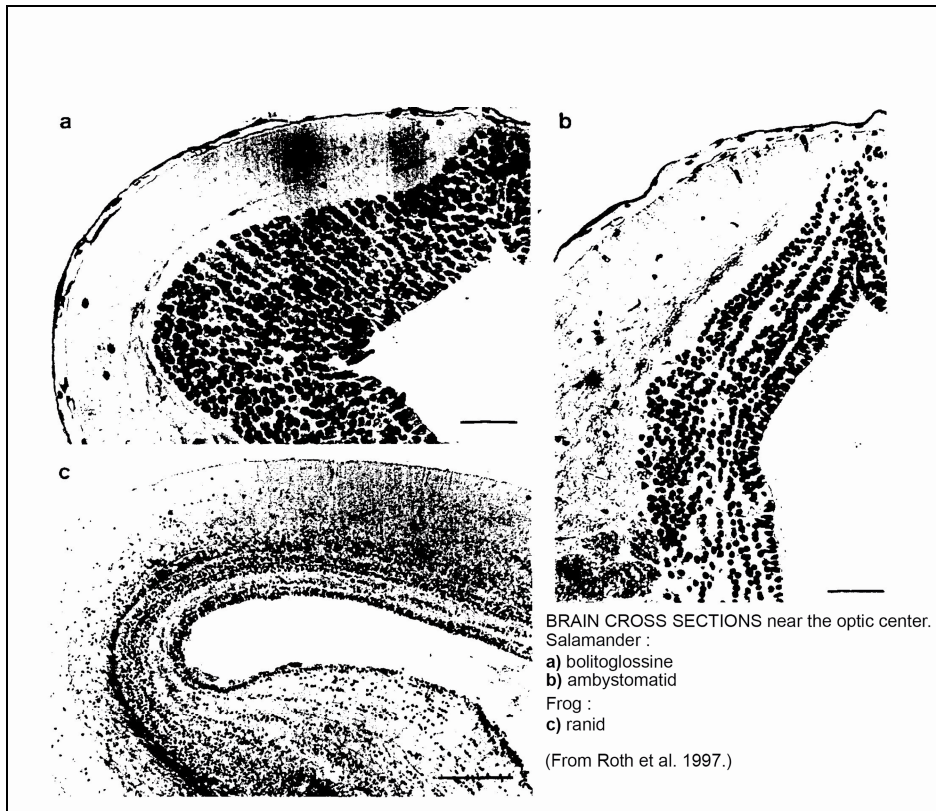 a
b
c
BRAIN CROSS SECTIONS near the optic center.
Salamander :
a) bolitoglossine
b) ambystomatid
Frog :
c) ranid
(From Roth et al. 1997.)